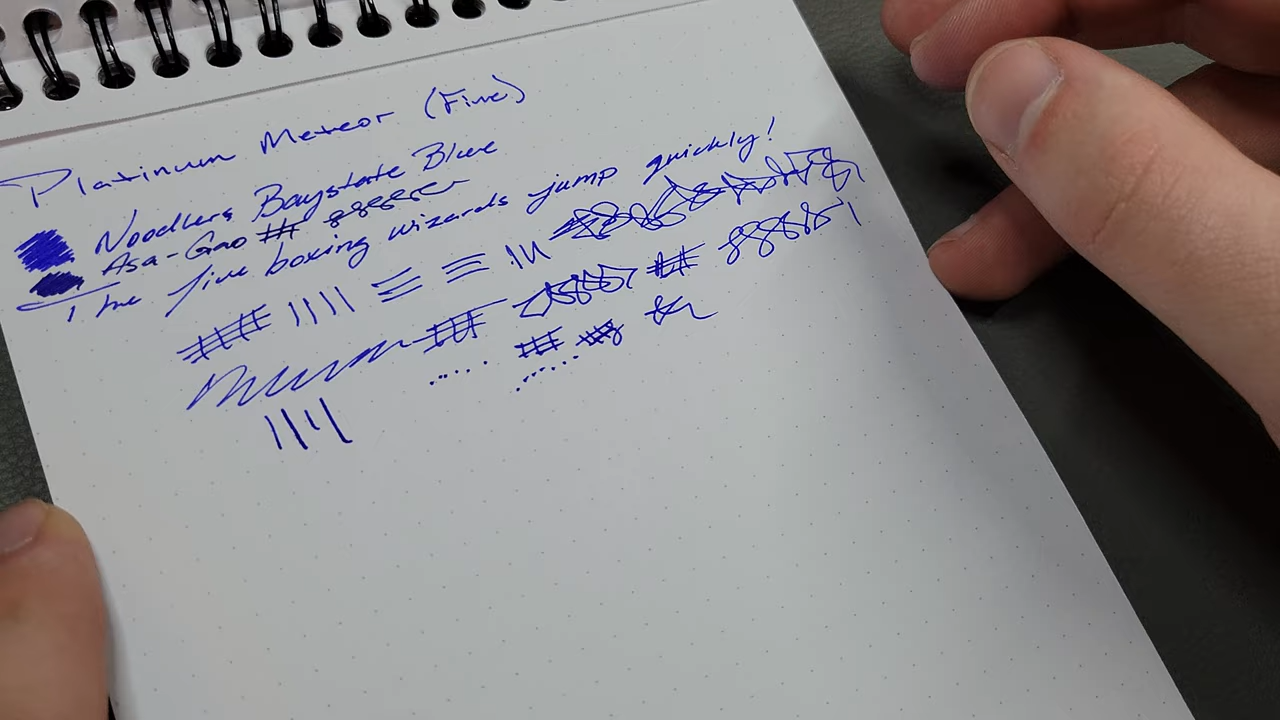 Platinum Meteor (Fine)
Noodlers Baystate Blue
Asa-Gao
The five boxing wizards jump quickly!